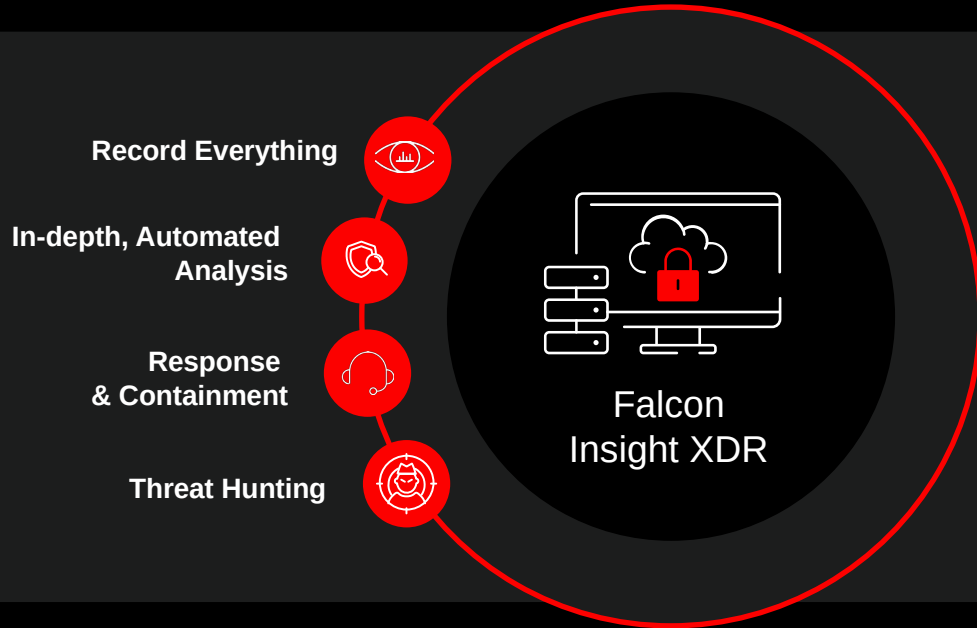 Record Everything
In-depth, Automated
Analysis
Response
& Containment
Threat Hunting
Falcon
Insight XDR